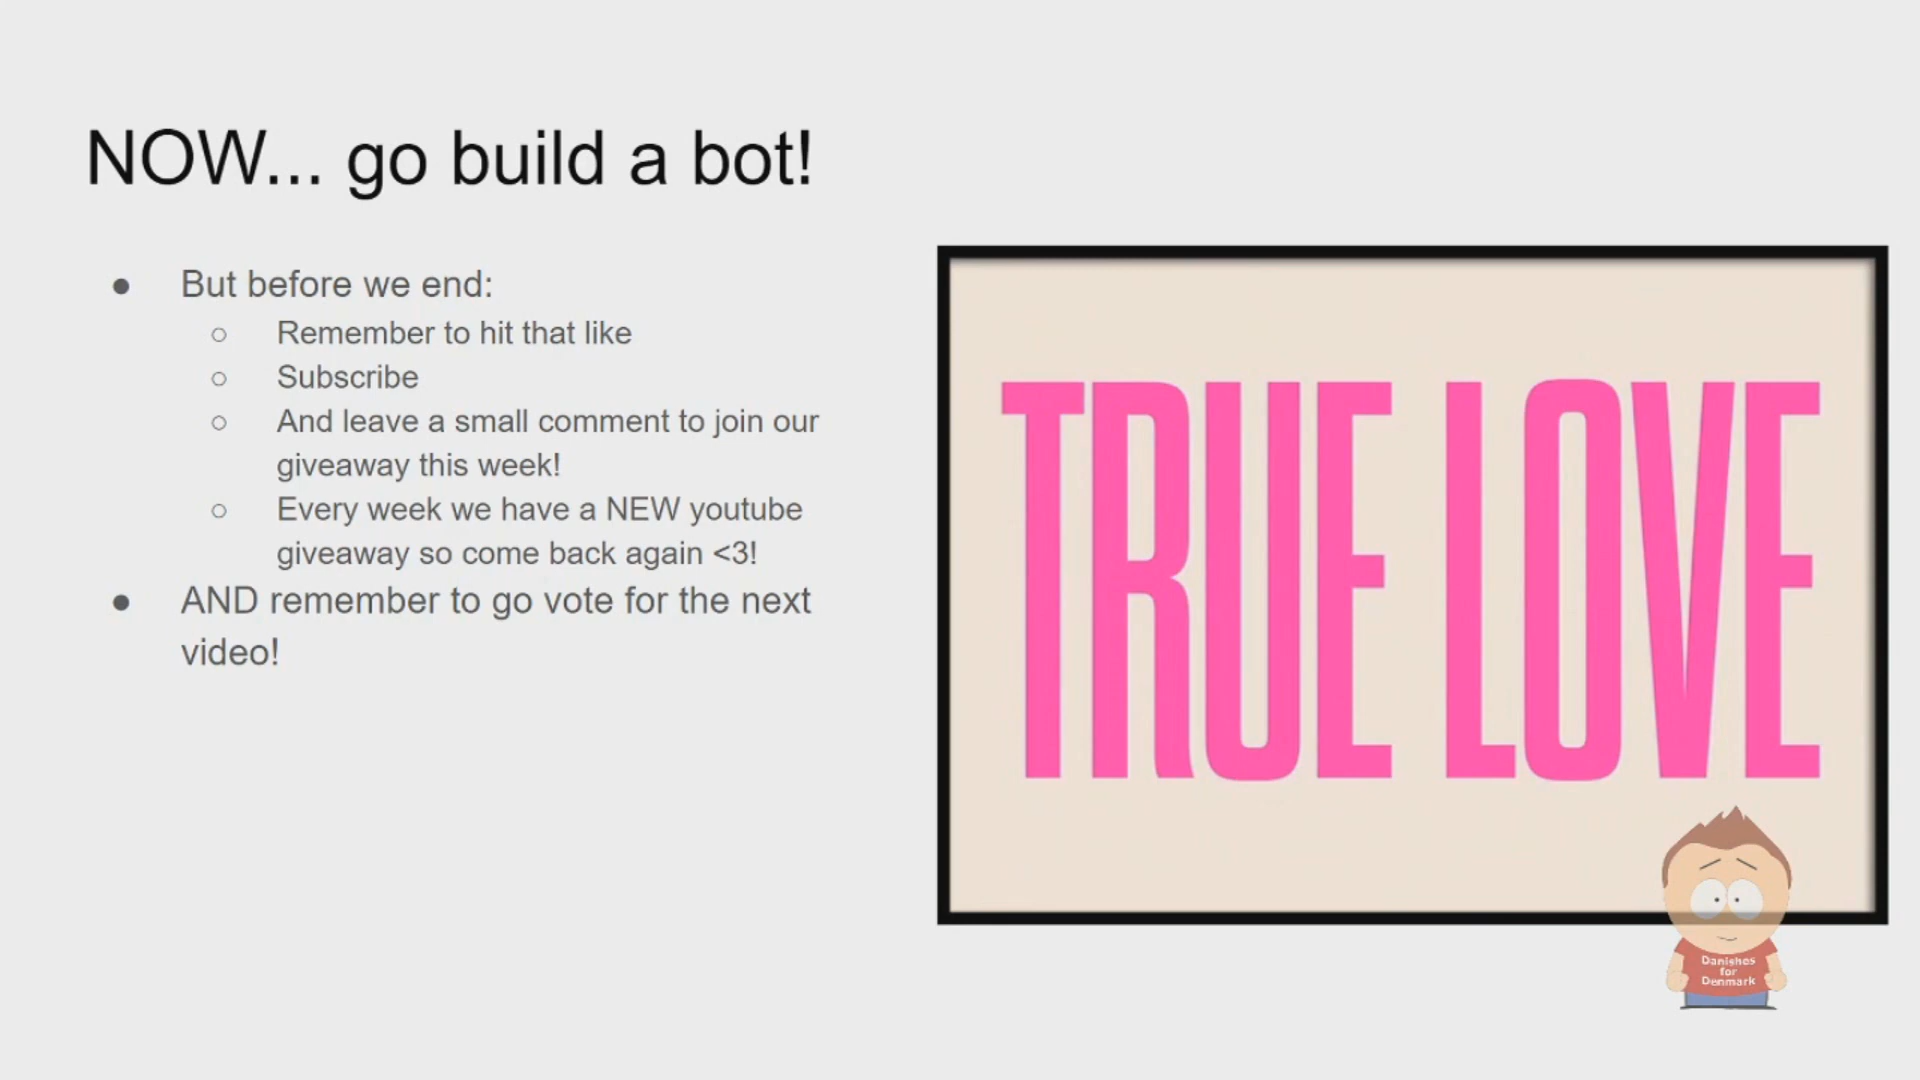 NOW... go build a bot!
● But before we end:
○ Remember to hit that like
○ Subscribe
○ And leave a small comment to join our
giveaway this week!
○ Every week we have a NEW youtube
giveaway so come back again <3!
● AND remember to go vote for the next
video!
TRUE LOVE
Danishes
for
Denmark